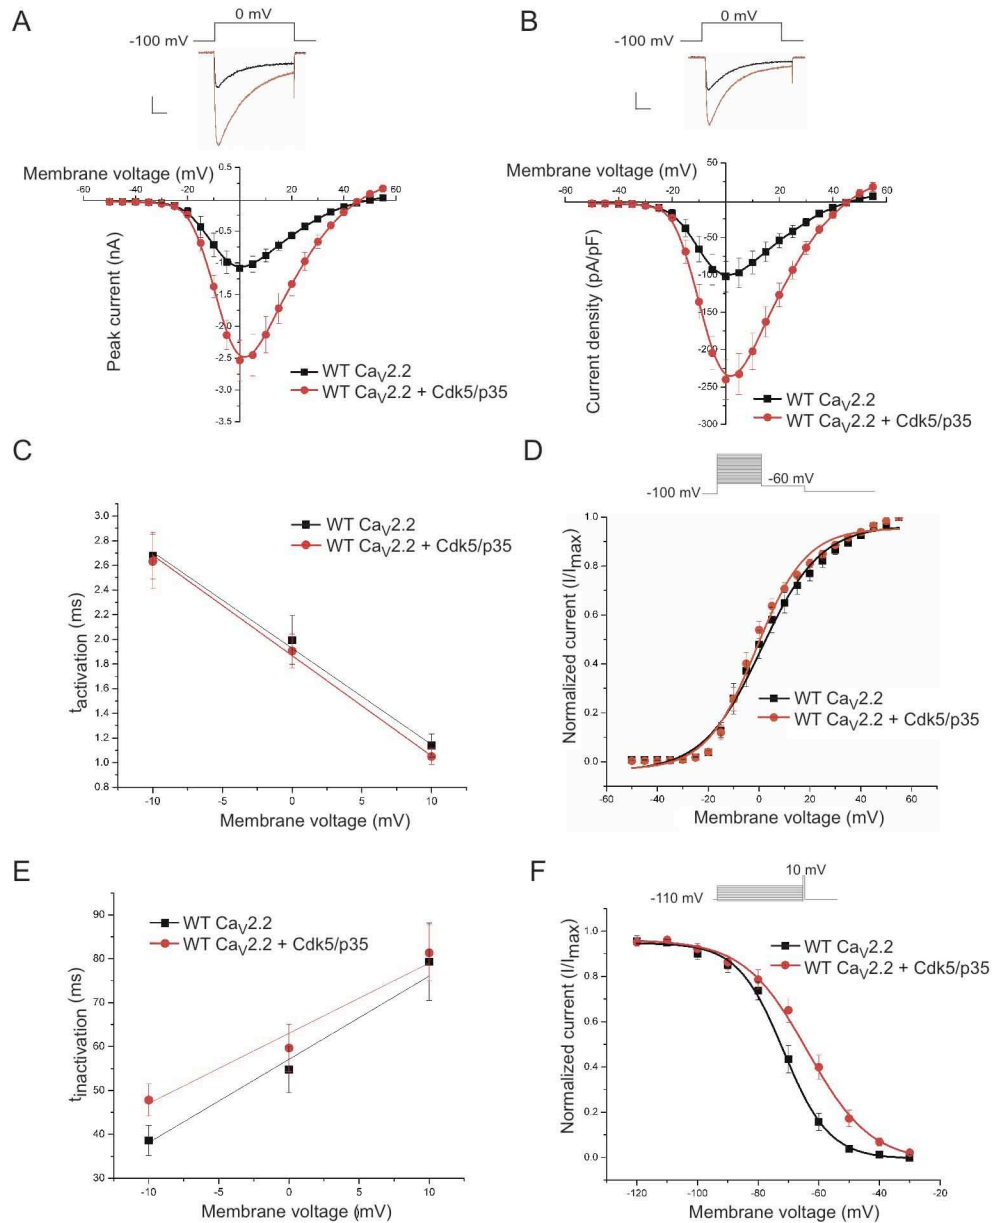 A
0 mV
-100 mV
Membrane voltage (mV)
0.5
-60 -40 -20 0 20 40 60
-0.5
-1.0
-1.5
-2.0
-2.5
-3.0
-3.5
Peak current (nA)
WT CaV2.2
WT CaV2.2 + Cdk5/p35
B
0 mV
-100 mV
Membrane voltage (mV)
50
-60 -40 -20 0 20 40 60
-50
-100
-150
-200
-250
-300
Current density (pA/pF)
WT CaV2.2
WT CaV2.2 + Cdk5/p35
C
3.0
2.8
2.6
2.4
2.2
2.0
1.8
1.6
1.4
1.2
1.0
0.8
tactivation (ms)
WT CaV2.2
WT CaV2.2 + Cdk5/p35
-10 -5 0 5 10
Membrane voltage (mV)
D
-60 mV
-100 mV
1.0
0.8
0.6
0.4
0.2
0.0
Normalized current (I/Imax)
WT CaV2.2
WT CaV2.2 + Cdk5/p35
-60 -40 -20 0 20 40 60
Membrane voltage (mV)
E
90
80
70
60
50
40
30
tinactivation (ms)
WT CaV2.2
WT CaV2.2 + Cdk5/p35
-10 -5 0 5 10
Membrane voltage (mV)
F
10 mV
-110 mV
1.0
0.8
0.6
0.4
0.2
0.0
Normalized current (I/Imax)
WT CaV2.2
WT CaV2.2 + Cdk5/p35
-120 -100 -80 -60 -40 -20
Membrane voltage (mV)